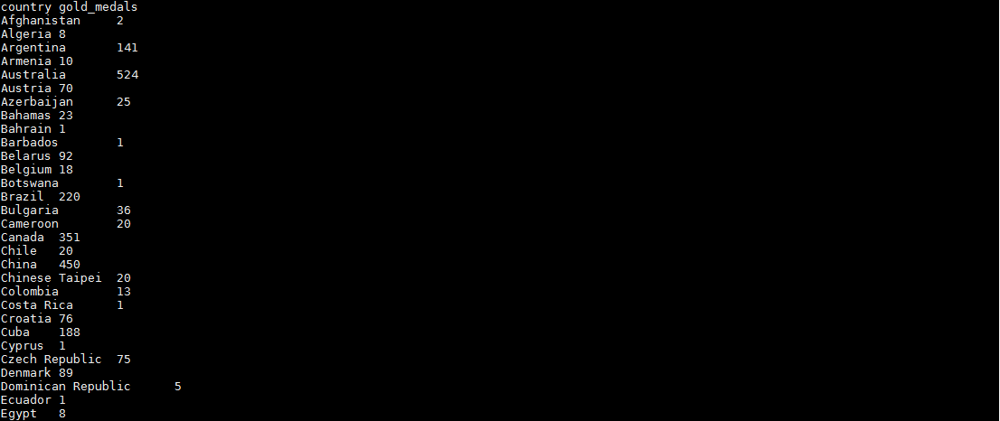 country gold_medals
Afghanistan 2
Algeria 8
Argentina 141
Armenia 10
Australia 524
Austria 70
Azerbaijan 25
Bahamas 23
Bahrain 1
Barbados 1
Belarus 92
Belgium 18
Botswana 1
Brazil 220
Bulgaria 36
Cameroon 20
Canada 351
Chile 20
China 450
Chinese Taipei 20
Colombia 13
Costa Rica 1
Croatia 76
Cuba 188
Cyprus 1
Czech Republic 75
Denmark 89
Dominican Republic 5
Ecuador 1
Egypt 8